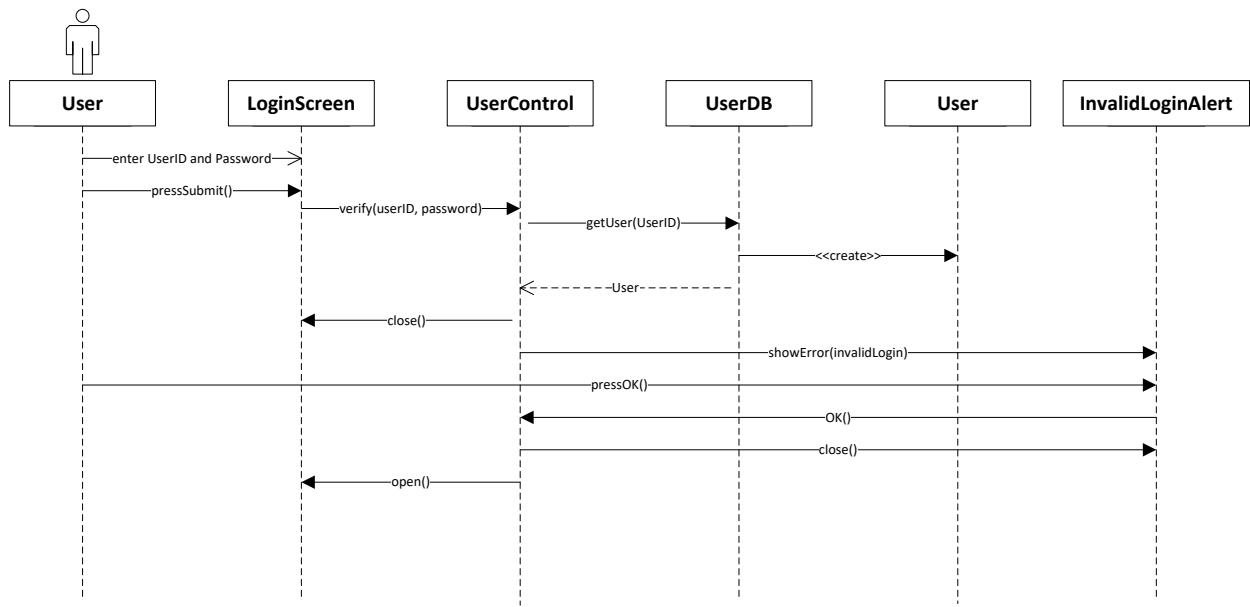 User
LoginScreen
UserControl
UserDB
User
InvalidLoginAlert
enter UserID and Password
pressSubmit()
verify(userID, password)
getUser(UserID)
<<create>>
User
close()
showError(invalidLogin)
pressOK()
OK()
close()
open()